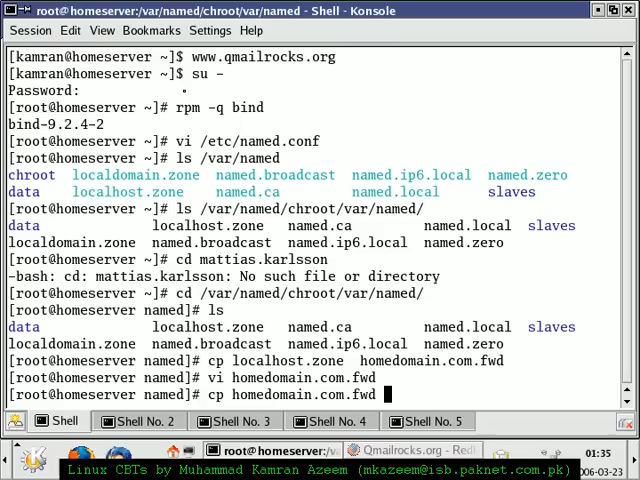 root@homeserver:/var/named/chroot/var/named - Shell - Konsole
Session Edit View Bookmarks Settings Help
[kamran@homeserver ~]$ www.qmailrocks.org
[kamran@homeserver ~]$ su -
Password:
[root@homeserver ~]# rpm -q bind
bind-9.2.4-2
[root@homeserver ~]# vi /etc/named.conf
[root@homeserver ~]# ls /var/named
chroot localdomain.zone named.broadcast named.ip6.local named.zero
data localhost.zone named.ca named.local slaves
[root@homeserver ~]# ls /var/named/chroot/var/named/
data localhost.zone named.ca named.local slaves
localdomain.zone named.broadcast named.ip6.local named.zero
[root@homeserver ~]# cd mattias.karlsson
-bash: cd: mattias.karlsson: No such file or directory
[root@homeserver ~]# cd /var/named/chroot/var/named/
[root@homeserver named]# ls
data localhost.zone named.ca named.local slaves
localdomain.zone named.broadcast named.ip6.local named.zero
[root@homeserver named]# cp localhost.zone homedomain.com.fwd
[root@homeserver named]# vi homedomain.com.fwd
[root@homeserver named]# cp homedomain.com.fwd
Shell Shell No. 2 Shell No. 3 Shell No. 4 Shell No. 5
root@homeserver:/va Qmailrocks.org - Red 01:35
Linux CBTs by Muhammad Kamran Azeem (mkazeem@isb.paknet.com.pk) 06-03-23